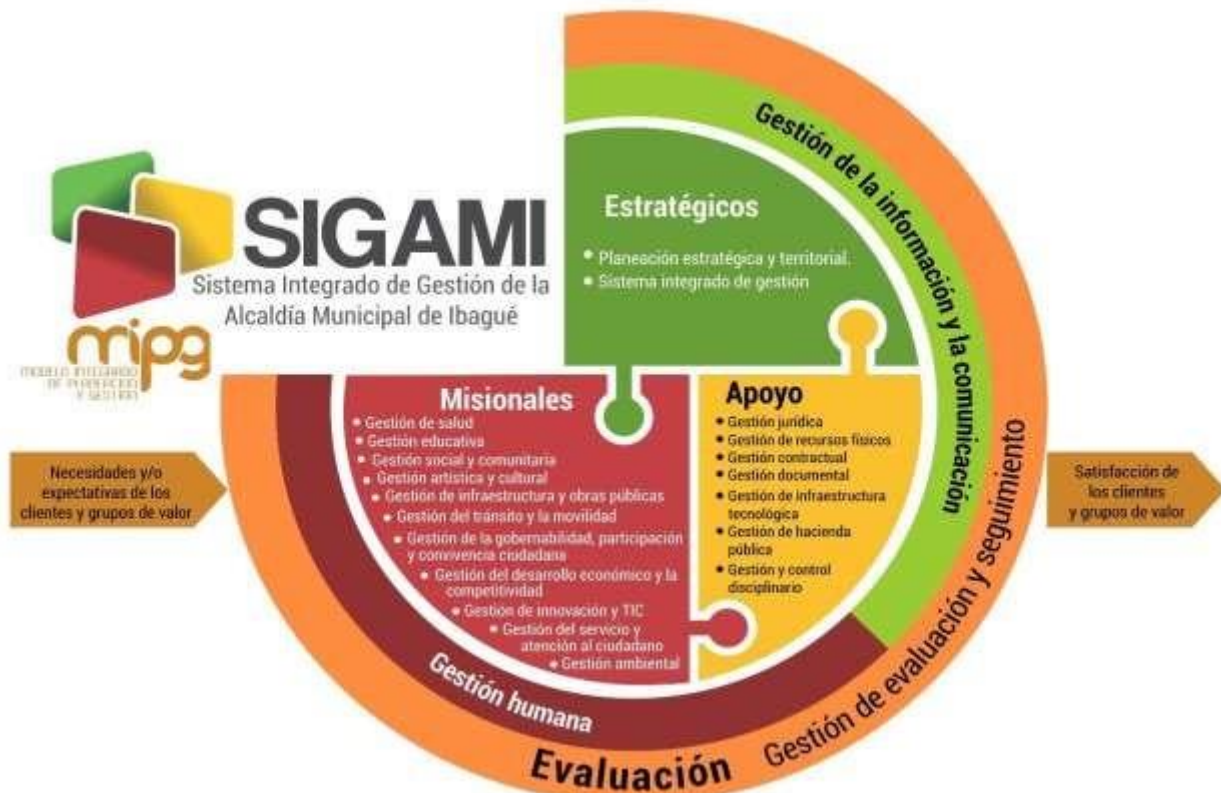 SIGAMI
Sistema Integrado de Gestión de la
Alcaldía Municipal de Ibagué
mipg
MODELO INTEGRADO
DE PLANEACIÓN
Y GESTIÓN
Estratégicos
• Planeación estratégica y territorial.
• Sistema integrado de gestión
Misionales
• Gestión de salud
• Gestión educativa
• Gestión social y comunitaria
• Gestión artística y cultural
• Gestión de infraestructura y obras públicas
• Gestión del tránsito y la movilidad
• Gestión de la gobernabilidad, participación
y convivencia ciudadana
• Gestión del desarrollo económico y la
competitividad
• Gestión de innovación y TIC
• Gestión del servicio y
atención al ciudadano
• Gestión ambiental
Apoyo
• Gestión jurídica
• Gestión de recursos físicos
• Gestión contractual
• Gestión documental
• Gestión de infraestructura
tecnológica
• Gestión de hacienda
pública
• Gestión y control
disciplinario
Necesidades y/o
expectativas de los
clientes y grupos de valor
Satisfacción de
los clientes
y grupos de valor
Gestión de la información y la comunicación
Gestión humana
Evaluación
Gestión de evaluación y seguimiento